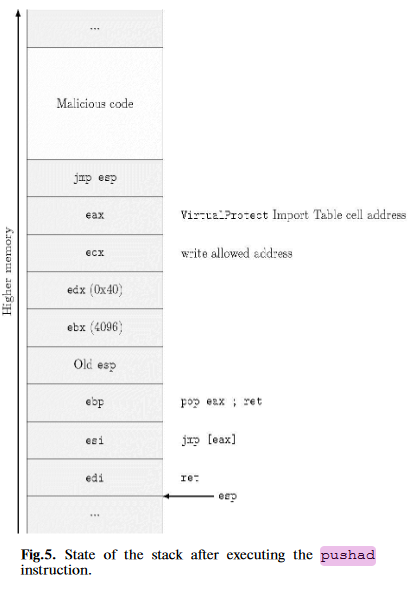 ...
Malicious code
jmp esp
eax VirtualProtect Import Table cell address
ecx write allowed address
edx (0x40)
ebx (4096)
Old esp
ebp pop eax ; ret
esi jmp [eax]
edi ret
esp
...
Higher memory
Fig.5. State of the stack after executing the pushad
instruction.